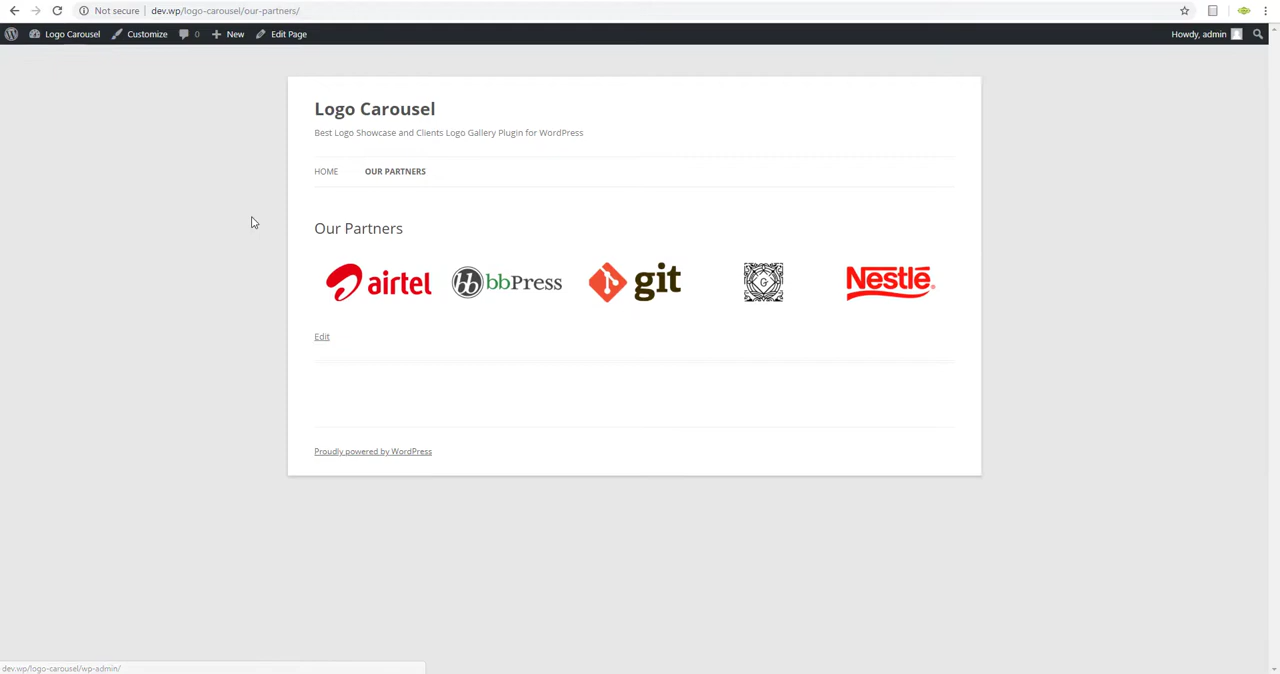 Not secure | dev.wp/logo-carousel/our-partners/
Logo Carousel Customize 0 New Edit Page Howdy, admin
Logo Carousel
Best Logo Showcase and Clients Logo Gallery Plugin for WordPress
HOME OUR PARTNERS
Our Partners
airtel bb bbPress git G Nestlé®
Edit
Proudly powered by WordPress
dev.wp/logo-carousel/wp-admin/